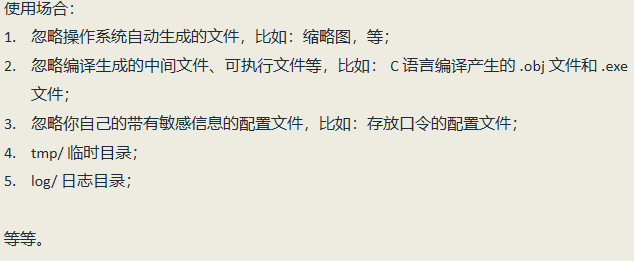 使用场合：
1. 忽略操作系统自动生成的文件，比如：缩略图，等；
2. 忽略编译生成的中间文件、可执行文件等，比如： C 语言编译产生的 .obj 文件和 .exe
文件；
3. 忽略你自己的带有敏感信息的配置文件，比如：存放口令的配置文件；
4. tmp/ 临时目录；
5. log/ 日志目录；
等等。